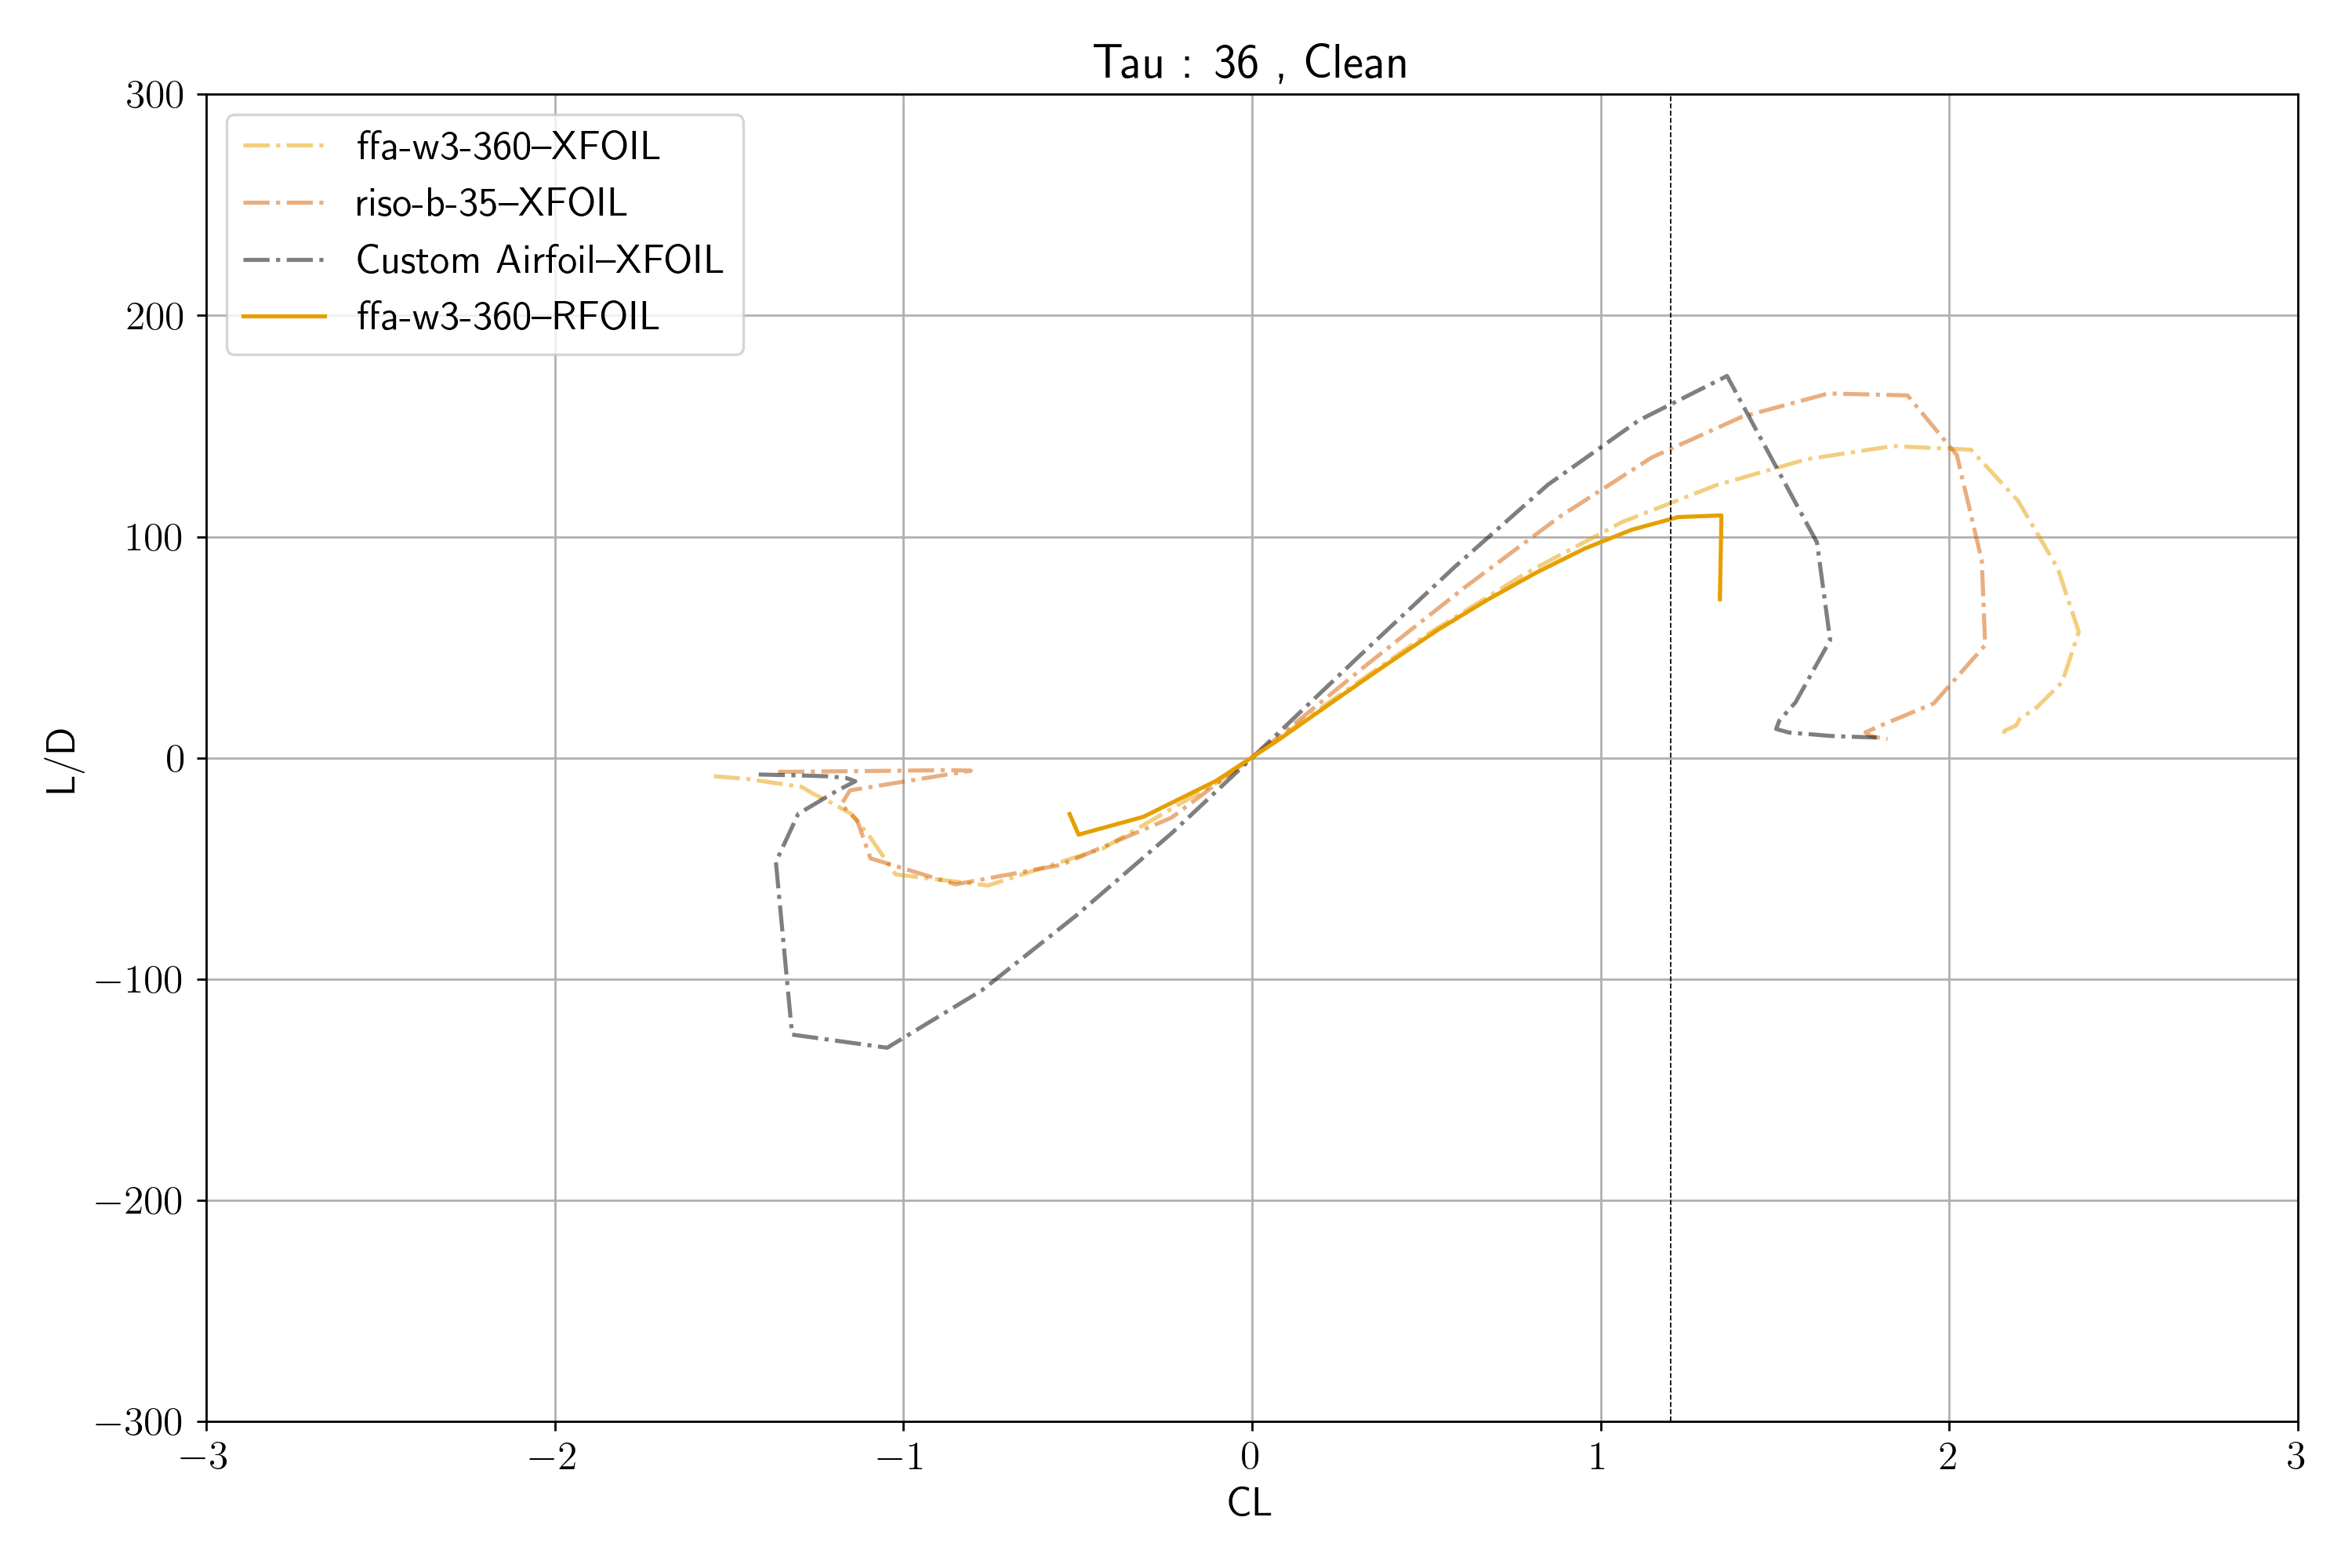 Tau : 36 , Clean
300
200
100
0
−100
−200
−300
L/D
ffa-w3-360–XFOIL
riso-b-35–XFOIL
Custom Airfoil–XFOIL
ffa-w3-360–RFOIL
−3 −2 −1 0 1 2 3
CL